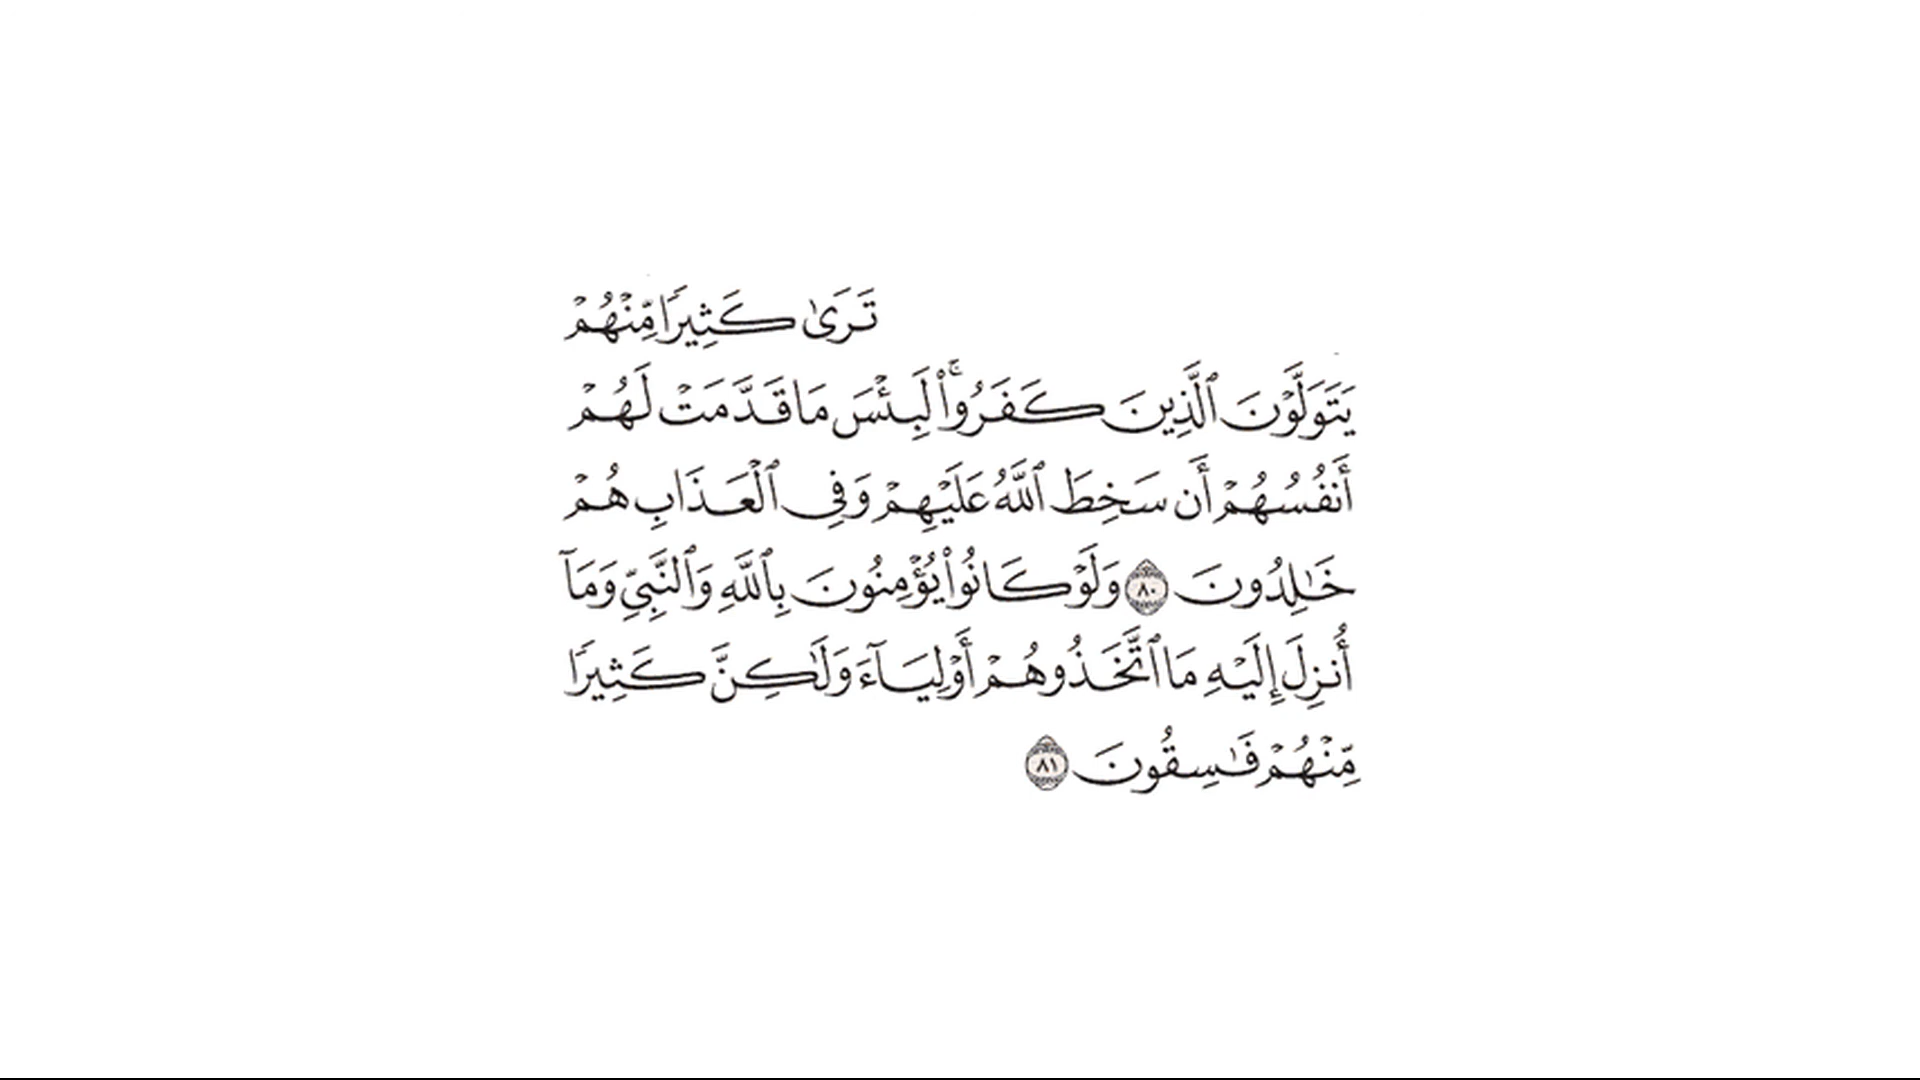 تَرَىٰ كَثِيرًا مِّنْهُمْ
يَتَوَلَّوْنَ ٱلَّذِينَ كَفَرُوا۟ ۚ لَبِئْسَ مَا قَدَّمَتْ لَهُمْ
أَنفُسُهُمْ أَن سَخِطَ ٱللَّهُ عَلَيْهِمْ وَفِى ٱلْعَذَابِ هُمْ
خَـٰلِدُونَ ٨٠ وَلَوْ كَانُوا۟ يُؤْمِنُونَ بِٱللَّهِ وَٱلنَّبِىِّ وَمَآ
أُنزِلَ إِلَيْهِ مَا ٱتَّخَذُوهُمْ أَوْلِيَآءَ وَلَـٰكِنَّ كَثِيرًا
مِّنْهُمْ فَـٰسِقُونَ ٨١